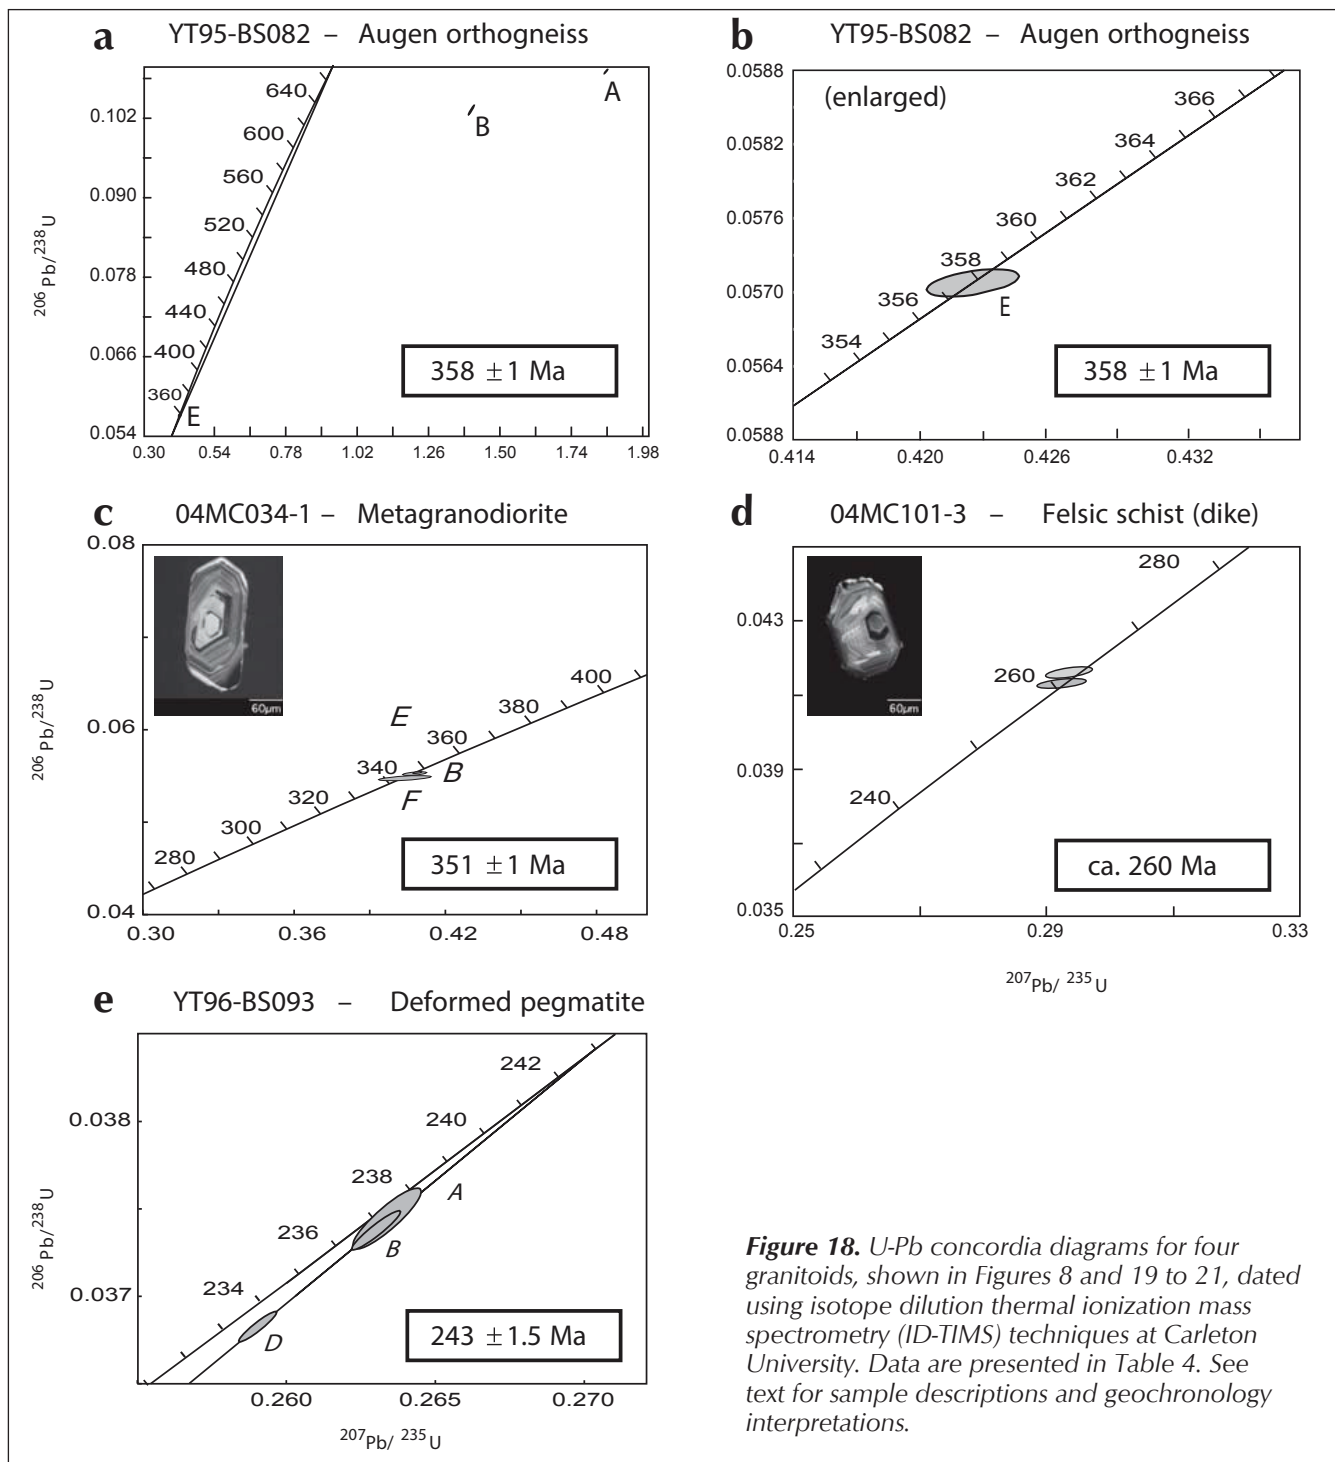 a YT95-BS082 – Augen orthogneiss
0.102
0.090
0.078
0.066
0.054
206Pb/238U
640
600
560
520
480
440
400
360
E
A
B
358 ±1 Ma
0.30 0.54 0.78 1.02 1.26 1.50 1.74 1.98
b YT95-BS082 – Augen orthogneiss
(enlarged)
0.0588
0.0582
0.0576
0.0570
0.0564
0.0588
366
364
362
360
358
356
354
E
358 ±1 Ma
0.414 0.420 0.426 0.432
c 04MC034-1 – Metagranodiorite
0.08
0.06
0.04
206Pb/238U
60µm
400
380
360
340
320
300
280
E
B
F
351 ±1 Ma
0.30 0.36 0.42 0.48
d 04MC101-3 – Felsic schist (dike)
0.043
0.039
0.035
60µm
280
260
240
ca. 260 Ma
0.25 0.29 0.33
207Pb/ 235U
e YT96-BS093 – Deformed pegmatite
0.038
0.037
206Pb/238U
242
240
238
236
234
A
B
D
243 ±1.5 Ma
0.260 0.265 0.270
207Pb/ 235U
Figure 18. U-Pb concordia diagrams for four
granitoids, shown in Figures 8 and 19 to 21, dated
using isotope dilution thermal ionization mass
spectrometry (ID-TIMS) techniques at Carleton
University. Data are presented in Table 4. See
text for sample descriptions and geochronology
interpretations.